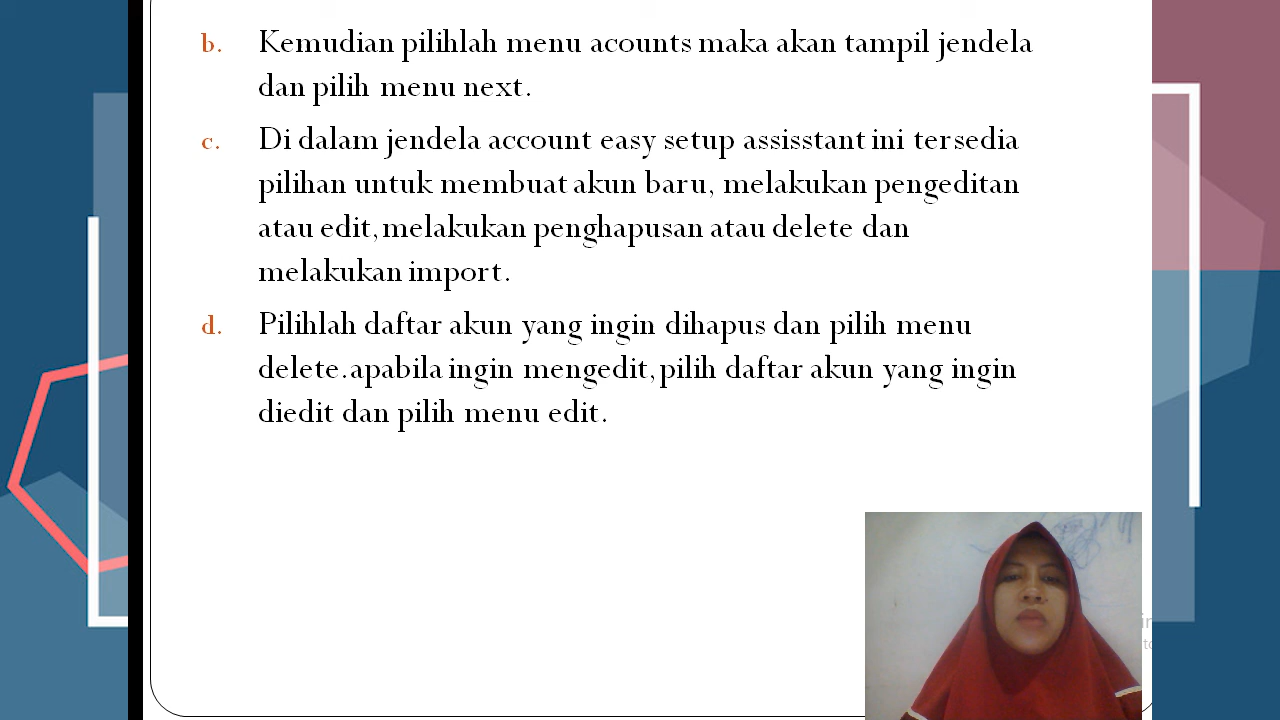 b. Kemudian pilihlah menu acounts maka akan tampil jendela
dan pilih menu next.
c. Di dalam jendela account easy setup assisstant ini tersedia
pilihan untuk membuat akun baru, melakukan pengeditan
atau edit, melakukan penghapusan atau delete dan
melakukan import.
d. Pilihlah daftar akun yang ingin dihapus dan pilih menu
delete. apabila ingin mengedit, pilih daftar akun yang ingin
diedit dan pilih menu edit.